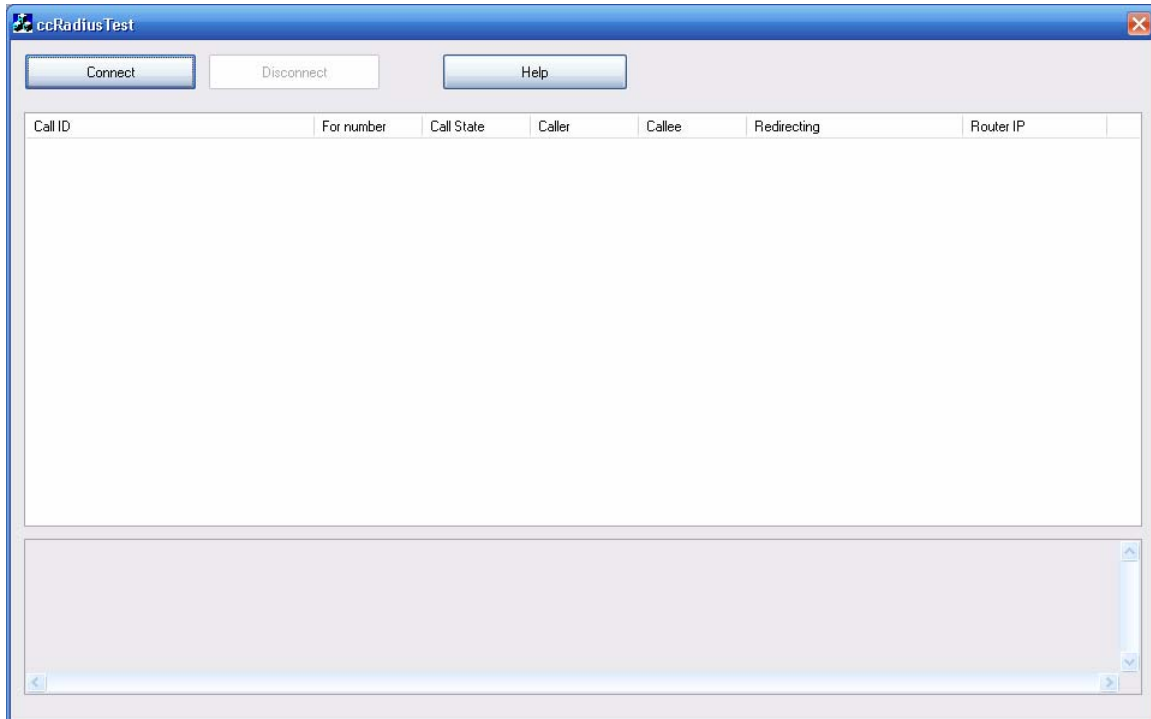 ccRadiusTest
Connect Disconnect Help
Call ID For number Call State Caller Callee Redirecting Router IP